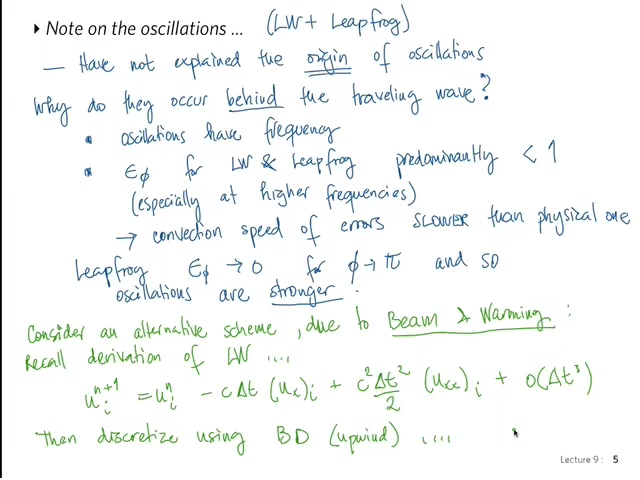 ▸ Note on the oscillations ... (LW + Leapfrog)
— Have not explained the origin of oscillations
Why do they occur behind the traveling wave?
• oscillations have frequency
• ϵφ for LW & Leapfrog predominantly < 1
(especially at higher frequencies)
→ convection speed of errors SLOWER than physical one
Leapfrog ϵφ → 0 for φ → π and so
oscillations are stronger.
Consider an alternative scheme, due to Beam & Warming :
Recall derivation of LW ....
u_i^{n+1} = u_i^n - cΔt (u_x)_i + c²Δt²/2 (u_xx)_i + O(Δt³)
Then discretize using BD (upwind) ....
Lecture 9 : 5